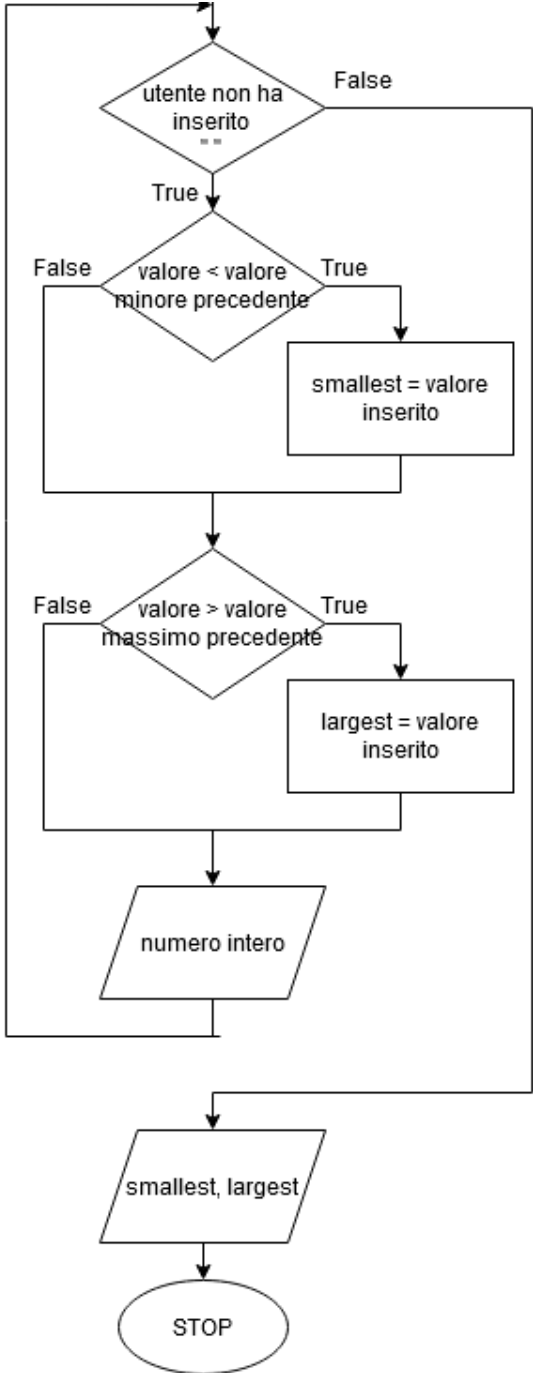 False
utente non ha
inserito
""
True
False
valore < valore
minore precedente
True
smallest = valore
inserito
False
valore > valore
massimo precedente
True
largest = valore
inserito
numero intero
smallest, largest
STOP